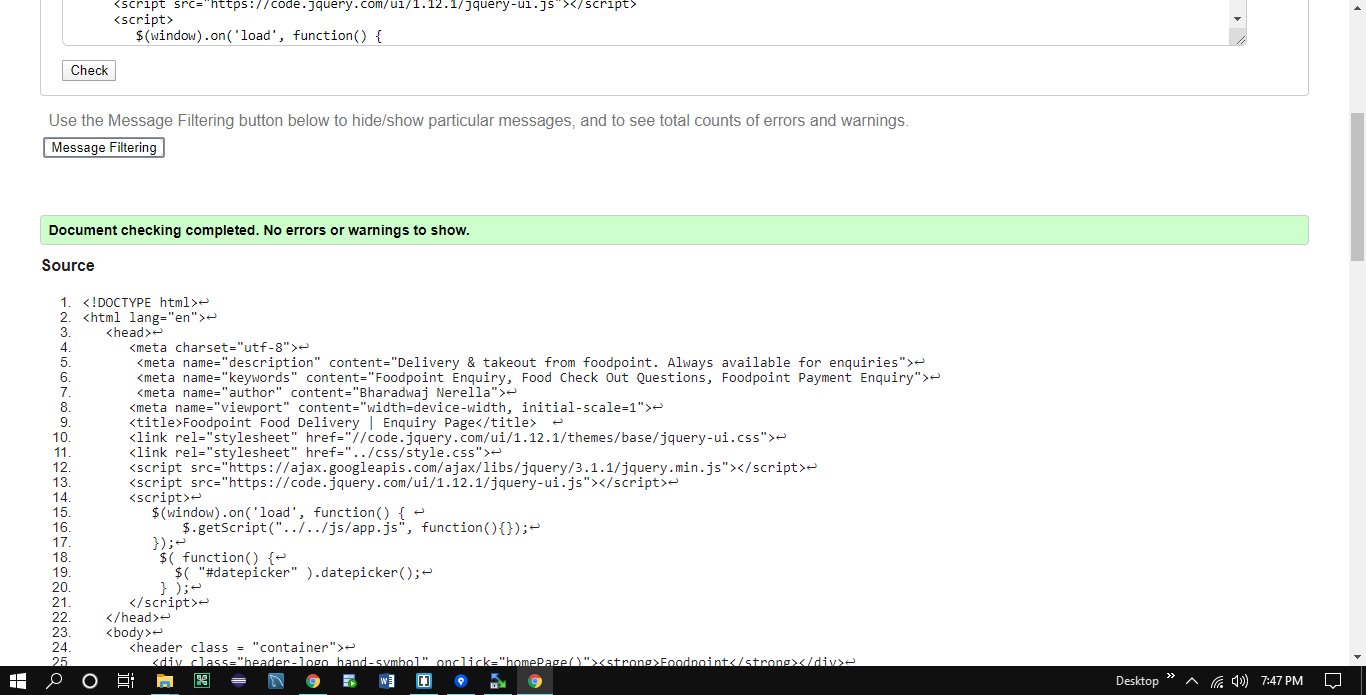 <script src="https://code.jquery.com/ui/1.12.1/jquery-ui.js"></script>
<script>
$(window).on('load', function() {
Check
Use the Message Filtering button below to hide/show particular messages, and to see total counts of errors and warnings.
Message Filtering
Document checking completed. No errors or warnings to show.
Source
1. <!DOCTYPE html>↩
2. <html lang="en">↩
3. <head>↩
4. <meta charset="utf-8">↩
5. <meta name="description" content="Delivery & takeout from foodpoint. Always available for enquiries">↩
6. <meta name="keywords" content="Foodpoint Enquiry, Food Check Out Questions, Foodpoint Payment Enquiry">↩
7. <meta name="author" content="Bharadwaj Nerella">↩
8. <meta name="viewport" content="width=device-width, initial-scale=1">↩
9. <title>Foodpoint Food Delivery | Enquiry Page</title> ↩
10. <link rel="stylesheet" href="//code.jquery.com/ui/1.12.1/themes/base/jquery-ui.css">↩
11. <link rel="stylesheet" href="../css/style.css">↩
12. <script src="https://ajax.googleapis.com/ajax/libs/jquery/3.1.1/jquery.min.js"></script>↩
13. <script src="https://code.jquery.com/ui/1.12.1/jquery-ui.js"></script>↩
14. <script>↩
15. $(window).on('load', function() { ↩
16. $.getScript("../../js/app.js", function(){});↩
17. });↩
18. $( function() {↩
19. $( "#datepicker" ).datepicker();↩
20. } );↩
21. </script>↩
22. </head>↩
23. <body>↩
24. <header class = "container">↩
25. <div class="header-logo hand-symbol" onclick="homePage()"><strong>Foodpoint</strong></div>↩
Desktop » 7:47 PM